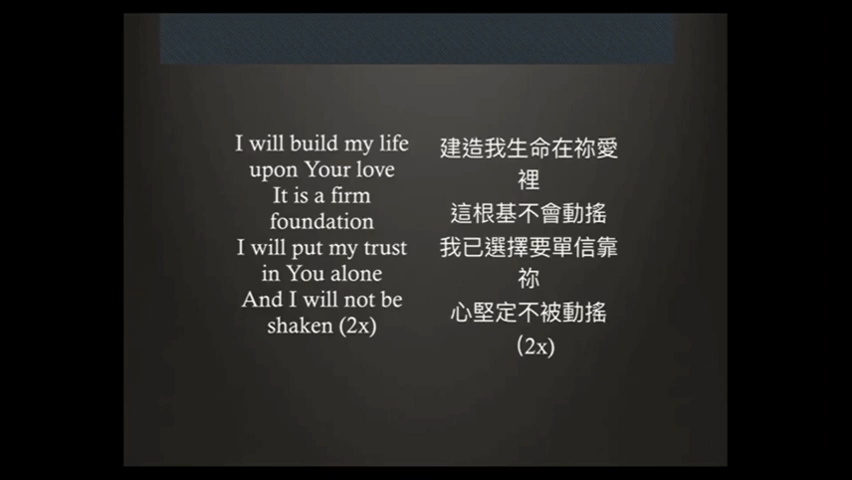 I will build my life
upon Your love
It is a firm
foundation
I will put my trust
in You alone
And I will not be
shaken (2x)
建造我生命在祢愛
裡
這根基不會動搖
我已選擇要單信靠
祢
心堅定不被動搖
(2x)